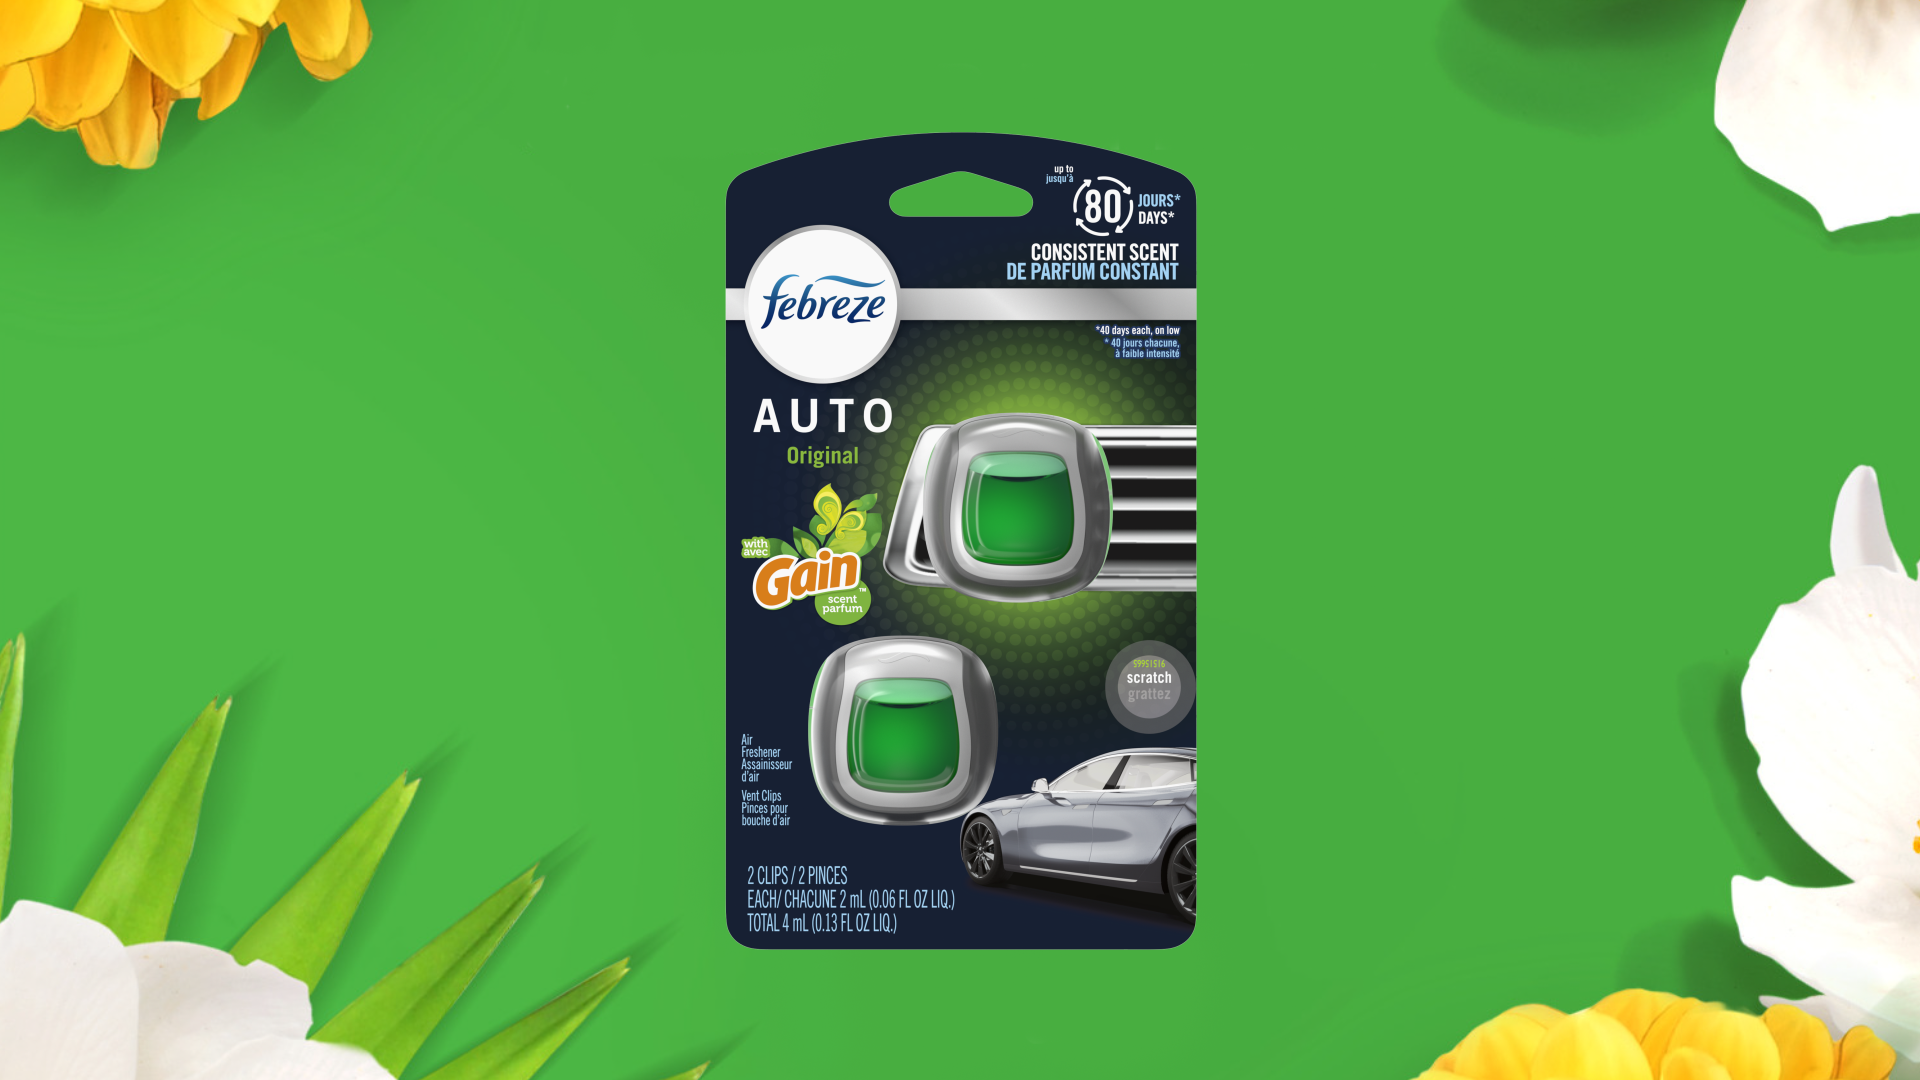 up to
jusqu'à
80 JOURS*
DAYS*
CONSISTENT SCENT
DE PARFUM CONSTANT
febreze
*40 days each, on low
* 40 jours chacune,
à faible intensité
AUTO
Original
with
avec
Gain™
scent
parfum
scratch
grattez
Air
Freshener
Assainisseur
d'air
Vent Clips
Pinces pour
bouche d'air
2 CLIPS / 2 PINCES
EACH/ CHACUNE 2 mL (0.06 FL OZ LIQ.)
TOTAL 4 mL (0.13 FL OZ LIQ.)